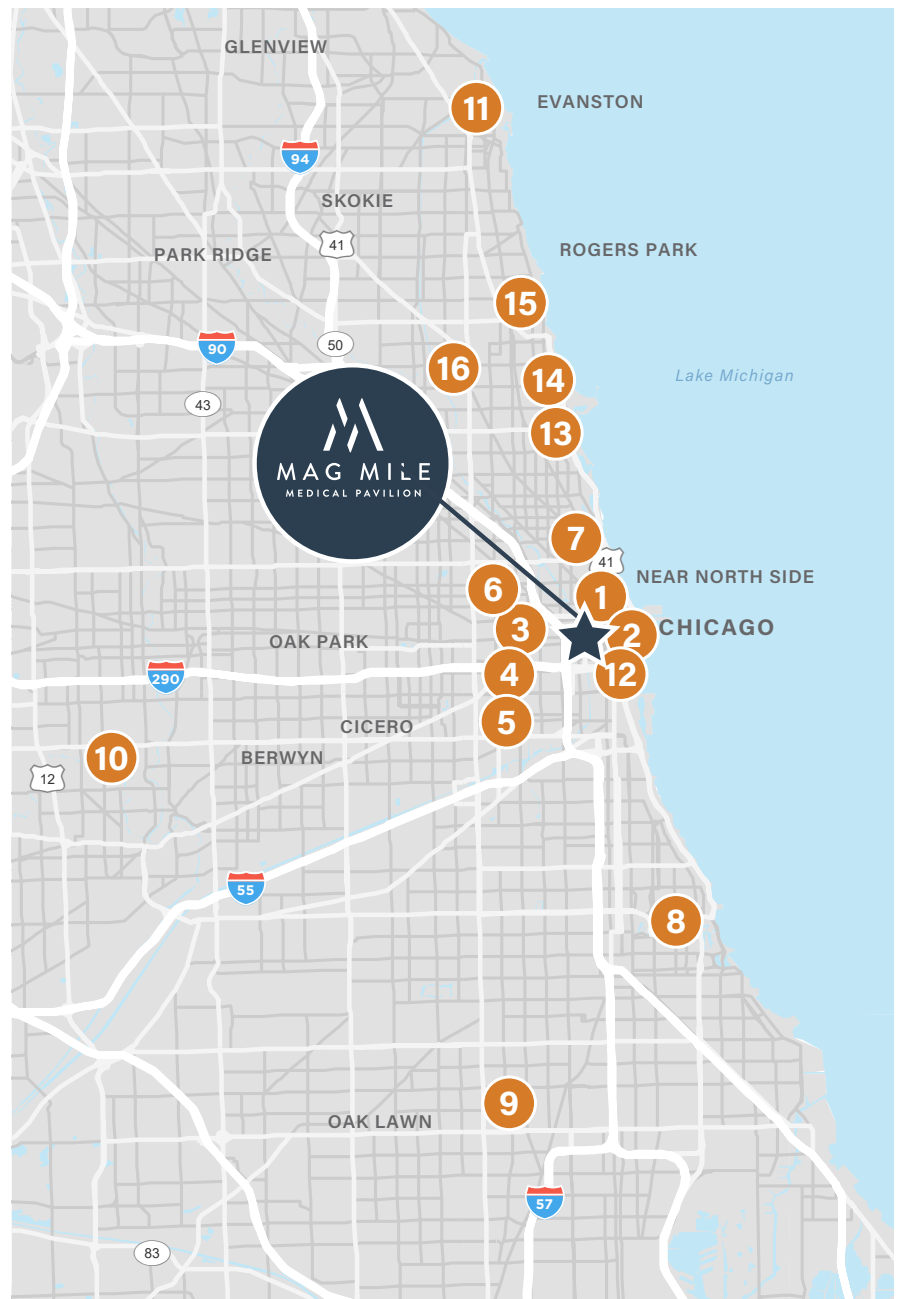 GLENVIEW
11
EVANSTON
94
SKOKIE
41
ROGERS PARK
PARK RIDGE
15
50
90
16
14
Lake Michigan
43
13
MAG MILE
MEDICAL PAVILION
7
41
NEAR NORTH SIDE
6
1
3
2
CHICAGO
OAK PARK
4
12
290
5
CICERO
10
BERWYN
12
55
8
9
OAK LAWN
57
83